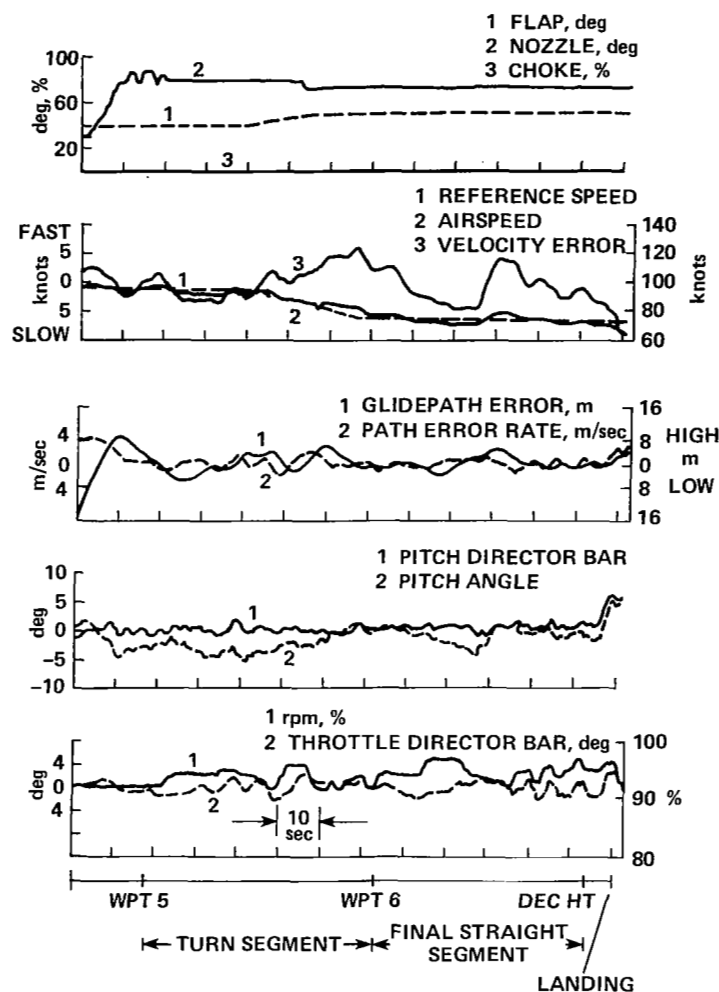 1 FLAP, deg
2 NOZZLE, deg
3 CHOKE, %
100
60
20
deg, %
2
1
3
1 REFERENCE SPEED
2 AIRSPEED
3 VELOCITY ERROR
FAST
5
0
5
SLOW
knots
140
120
100
80
60
knots
1
3
2
1 GLIDEPATH ERROR, m
2 PATH ERROR RATE, m/sec
4
0
4
m/sec
16
8
0
8
16
HIGH
m
LOW
1
2
1 PITCH DIRECTOR BAR
2 PITCH ANGLE
10
5
0
-5
-10
deg
1
2
1 rpm, %
2 THROTTLE DIRECTOR BAR, deg
4
0
4
deg
100
90
80
%
1
2
10
sec
WPT 5
WPT 6
DEC HT
TURN SEGMENT
FINAL STRAIGHT
SEGMENT
LANDING